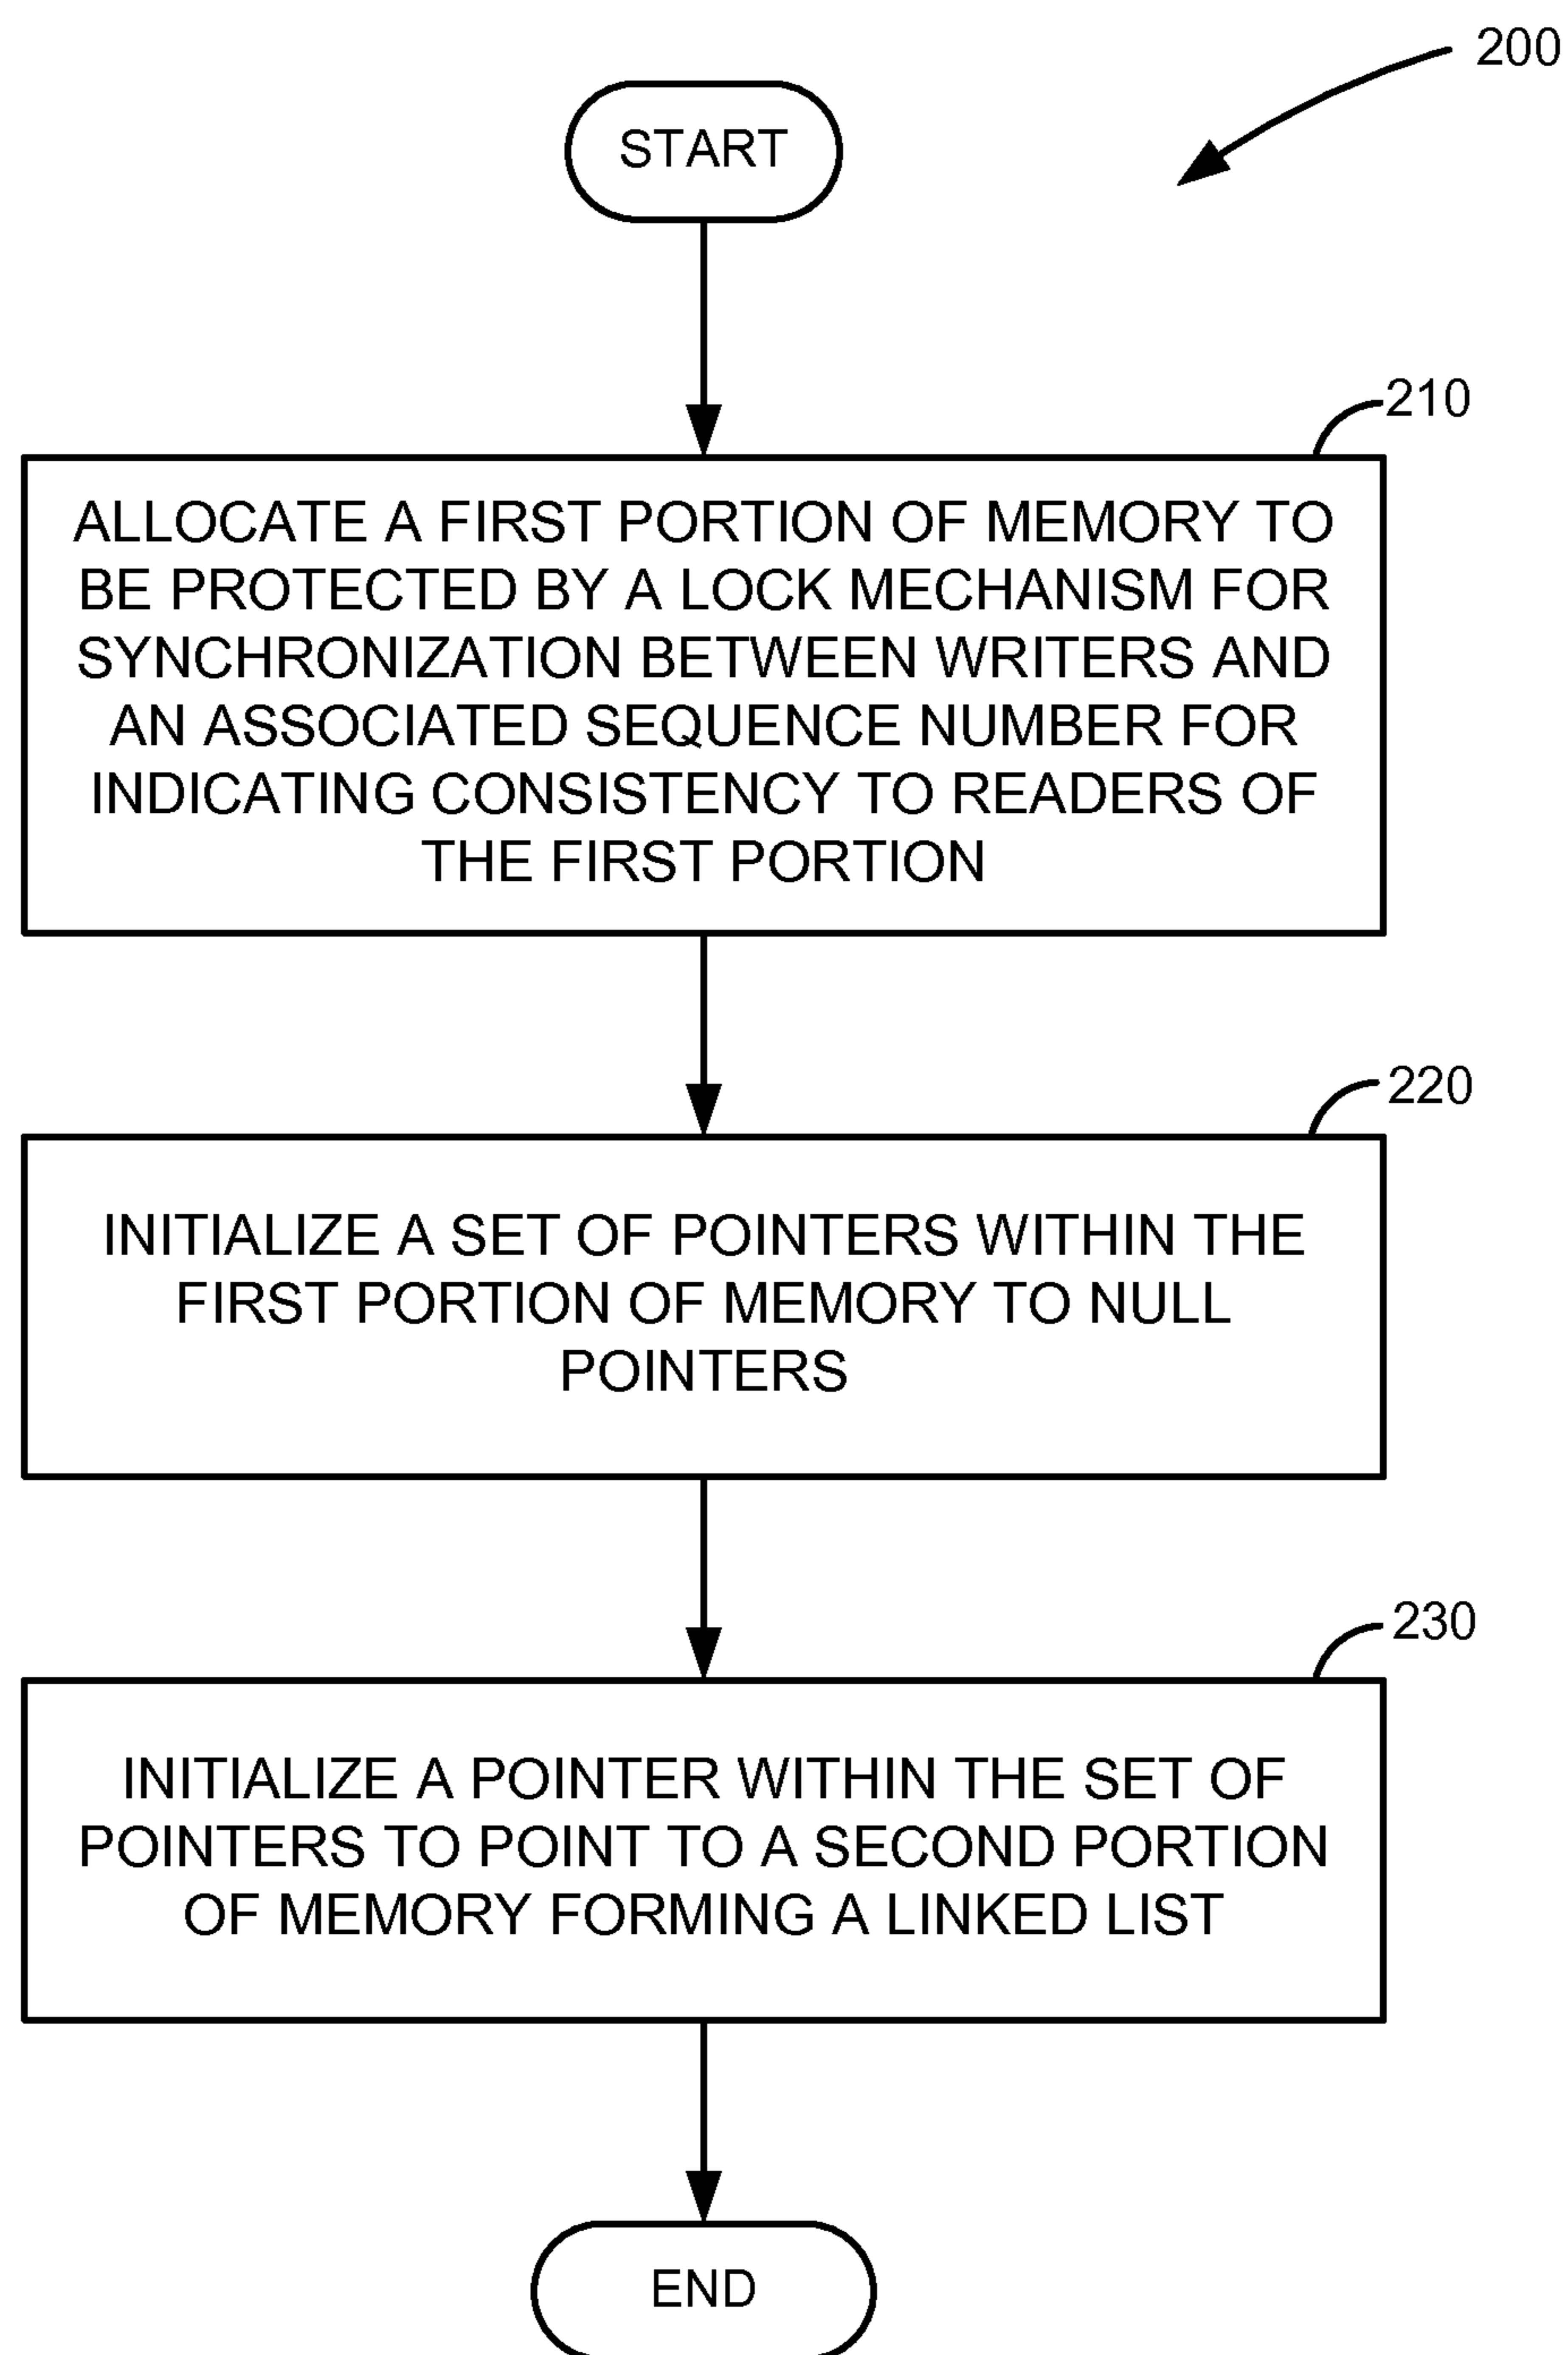 200
START
210
ALLOCATE A FIRST PORTION OF MEMORY TO
BE PROTECTED BY A LOCK MECHANISM FOR
SYNCHRONIZATION BETWEEN WRITERS AND
AN ASSOCIATED SEQUENCE NUMBER FOR
INDICATING CONSISTENCY TO READERS OF
THE FIRST PORTION
220
INITIALIZE A SET OF POINTERS WITHIN THE
FIRST PORTION OF MEMORY TO NULL
POINTERS
230
INITIALIZE A POINTER WITHIN THE SET OF
POINTERS TO POINT TO A SECOND PORTION
OF MEMORY FORMING A LINKED LIST
END